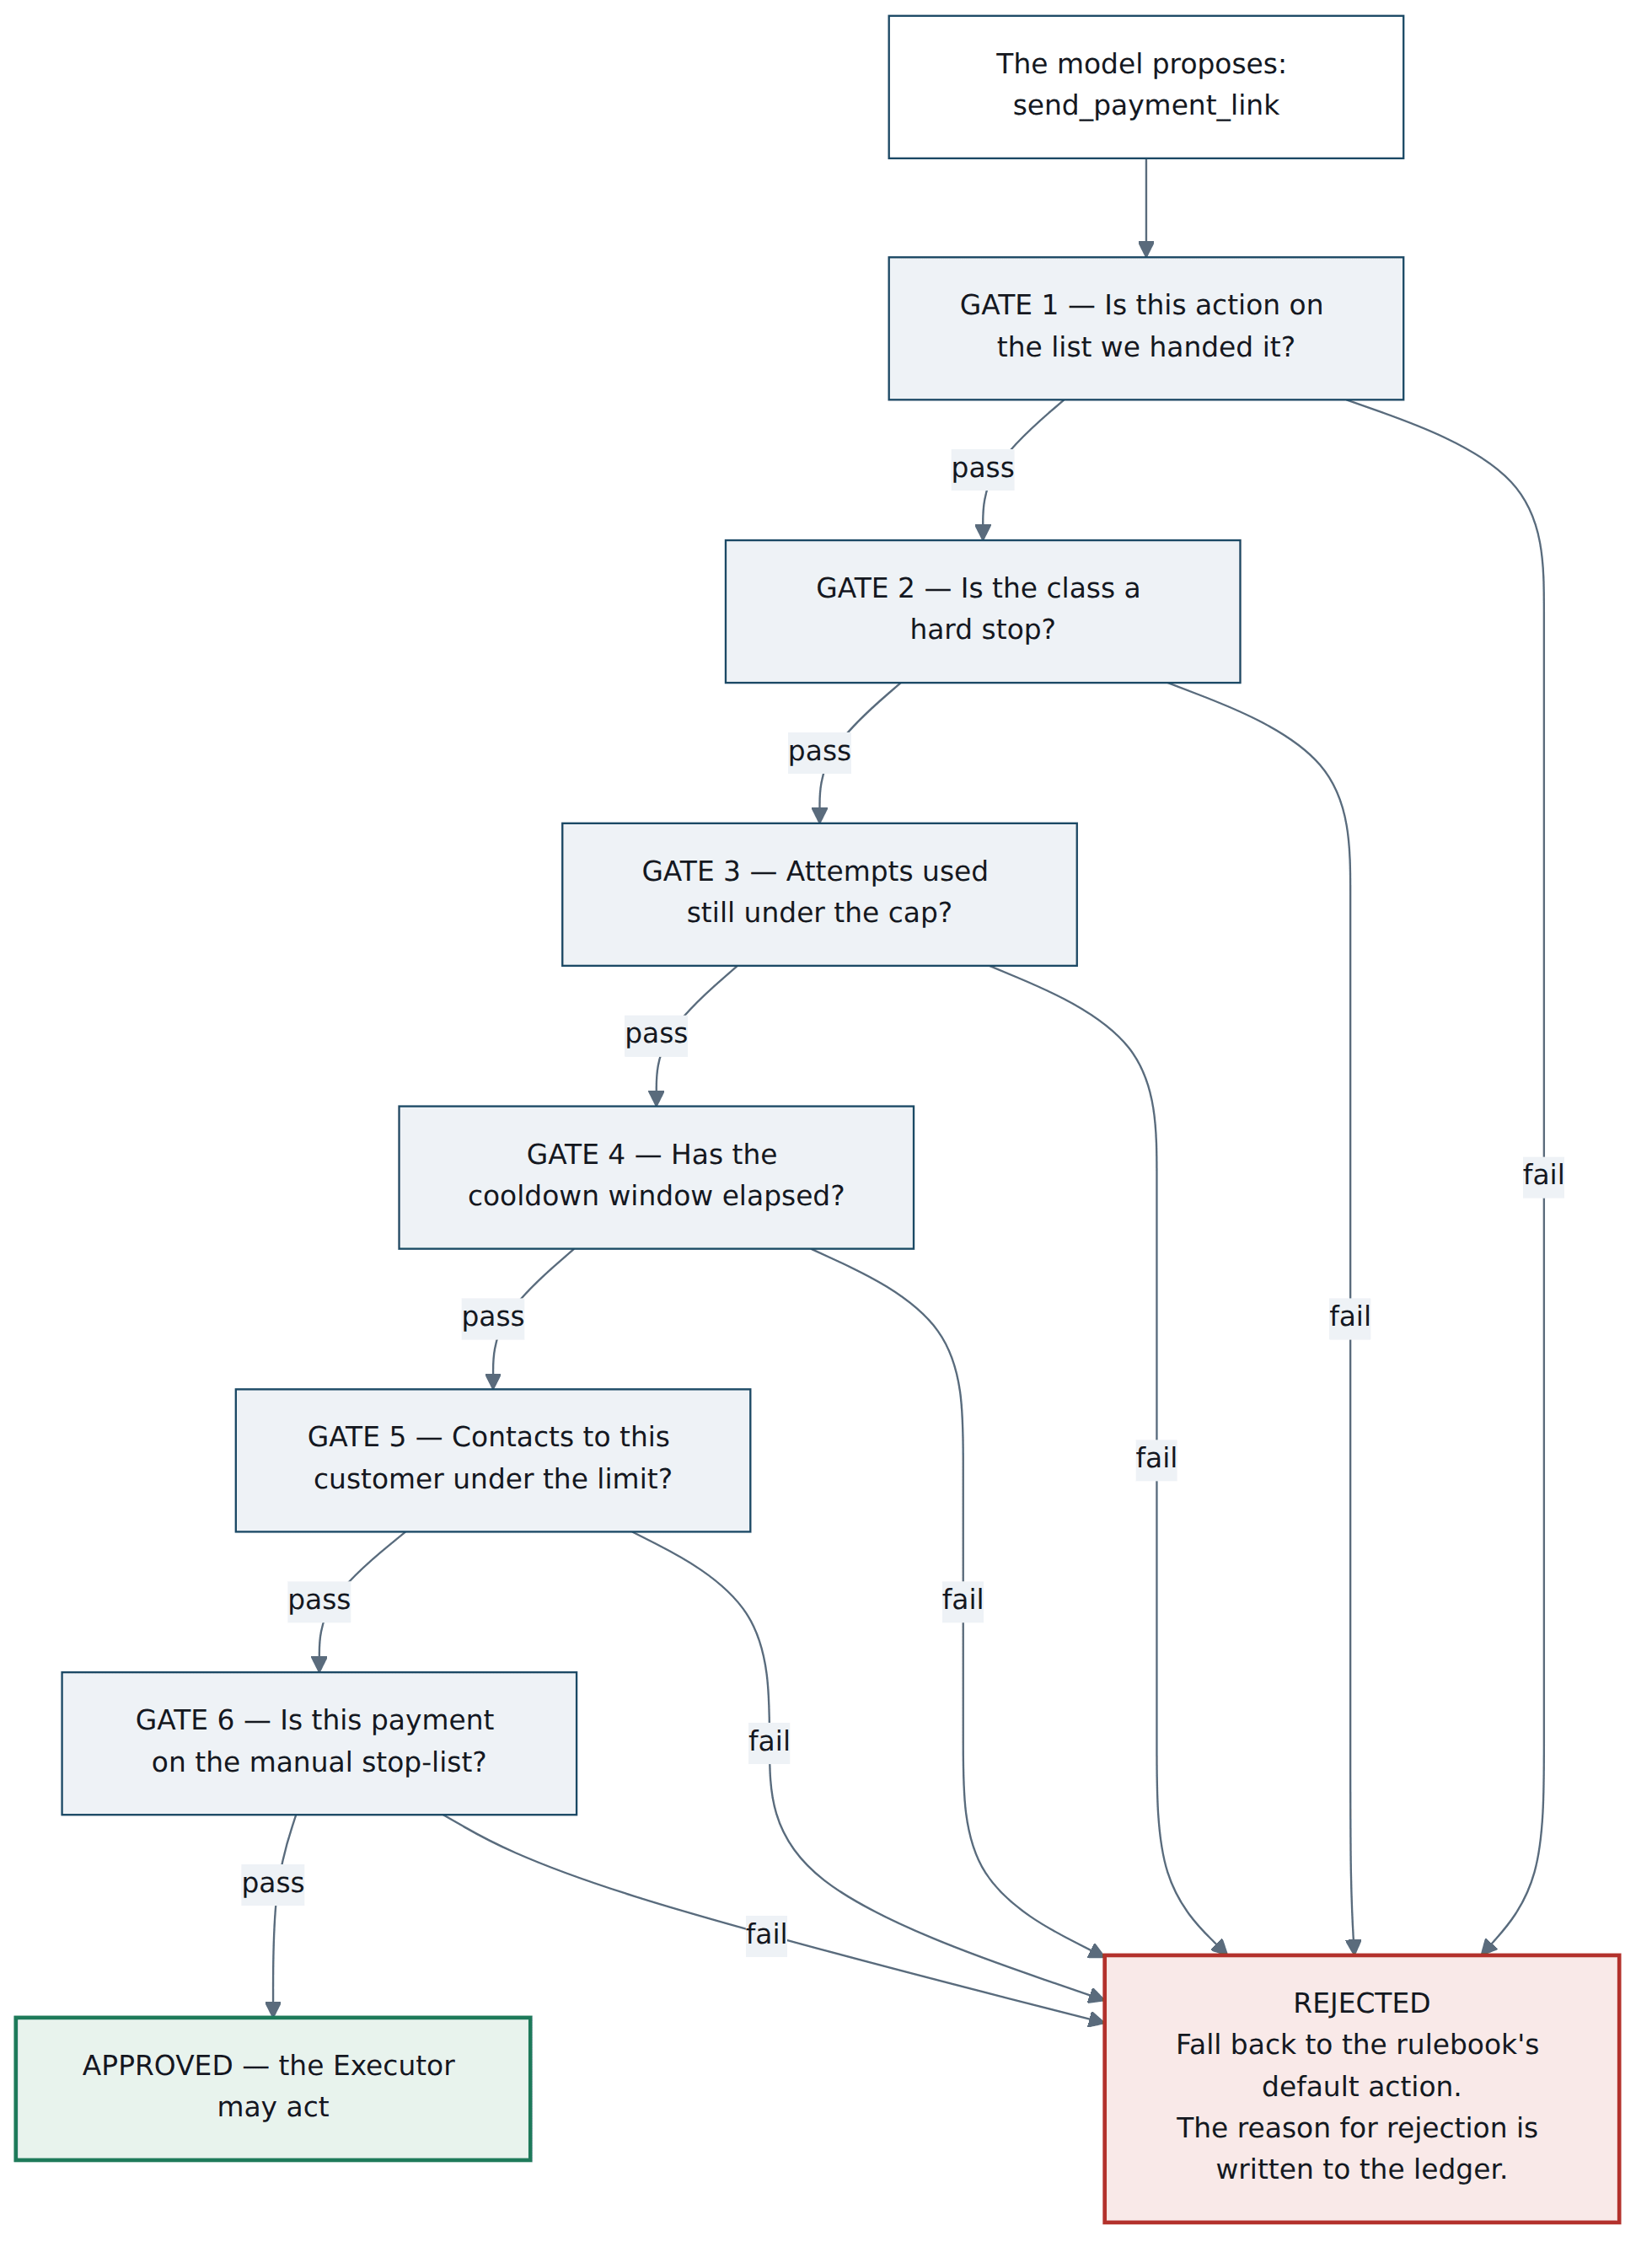 The model proposes:
send_payment_link
GATE 1 — Is this action on
the list we handed it?
pass
GATE 2 — Is the class a
hard stop?
pass
GATE 3 — Attempts used
still under the cap?
pass
GATE 4 — Has the
cooldown window elapsed?
fail
pass
fail
GATE 5 — Contacts to this
customer under the limit?
fail
pass
fail
GATE 6 — Is this payment
on the manual stop-list?
fail
pass
fail
APPROVED — the Executor
may act
REJECTED
Fall back to the rulebook's
default action.
The reason for rejection is
written to the ledger.